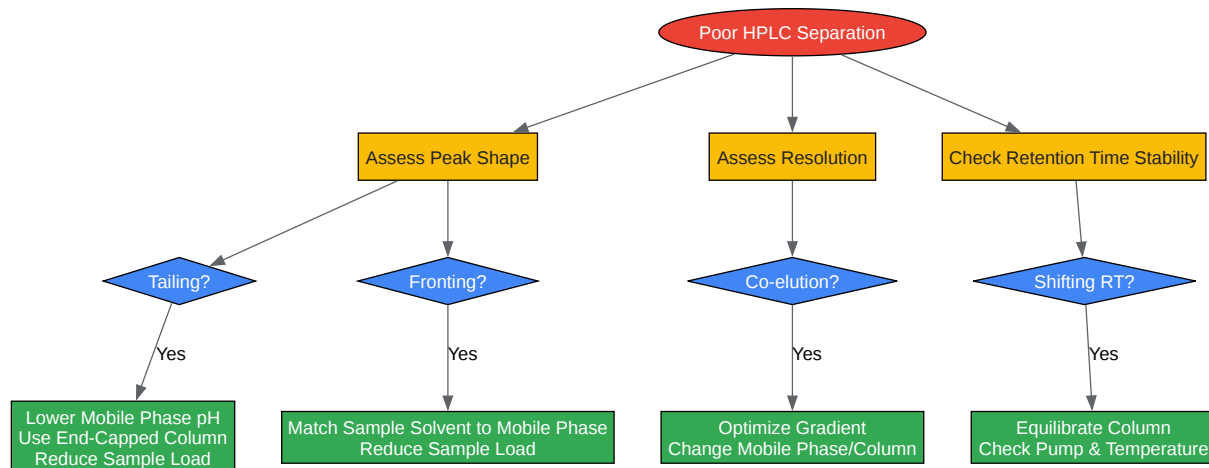 Poor HPLC Separation
Assess Peak Shape
Assess Resolution
Check Retention Time Stability
Tailing?
Fronting?
Co-elution?
Shifting RT?
Yes
Yes
Yes
Yes
Lower Mobile Phase pH
Use End-Capped Column
Reduce Sample Load
Match Sample Solvent to Mobile Phase
Reduce Sample Load
Optimize Gradient
Change Mobile Phase/Column
Equilibrate Column
Check Pump & Temperature